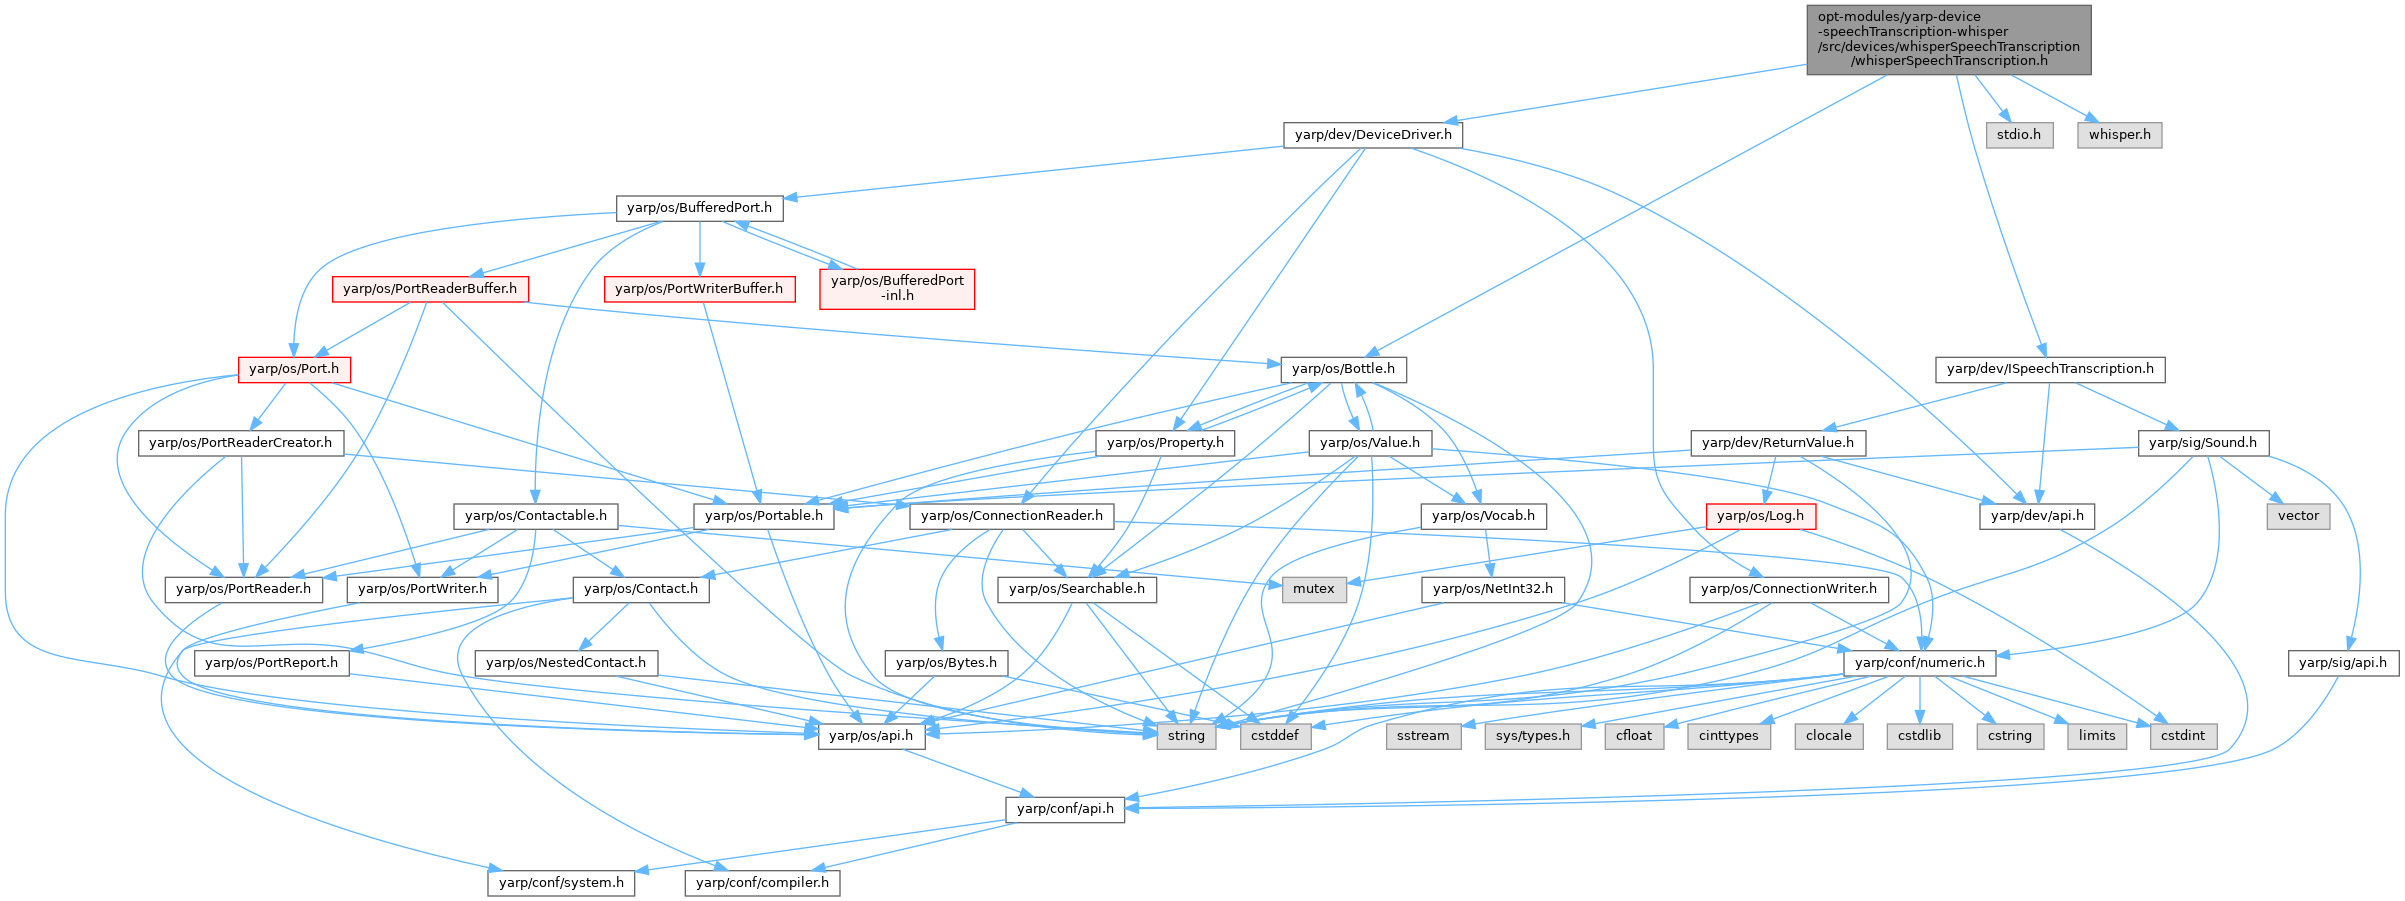 opt-modules/yarp-device
-speechTranscription-whisper
/src/devices/whisperSpeechTranscription
/whisperSpeechTranscription.h
yarp/dev/DeviceDriver.h
stdio.h
whisper.h
yarp/os/BufferedPort.h
yarp/os/PortReaderBuffer.h
yarp/os/PortWriterBuffer.h
yarp/os/BufferedPort
-inl.h
yarp/os/Port.h
yarp/os/Bottle.h
yarp/dev/ISpeechTranscription.h
yarp/os/PortReaderCreator.h
yarp/os/Property.h
yarp/os/Value.h
yarp/dev/ReturnValue.h
yarp/sig/Sound.h
yarp/os/Contactable.h
yarp/os/Portable.h
yarp/os/ConnectionReader.h
yarp/os/Vocab.h
yarp/os/Log.h
yarp/dev/api.h
vector
yarp/os/PortReader.h
yarp/os/PortWriter.h
yarp/os/Contact.h
yarp/os/Searchable.h
mutex
yarp/os/NetInt32.h
yarp/os/ConnectionWriter.h
yarp/os/PortReport.h
yarp/os/NestedContact.h
yarp/os/Bytes.h
yarp/conf/numeric.h
yarp/sig/api.h
yarp/os/api.h
string
cstddef
sstream
sys/types.h
cfloat
cinttypes
clocale
cstdlib
cstring
limits
cstdint
yarp/conf/api.h
yarp/conf/system.h
yarp/conf/compiler.h